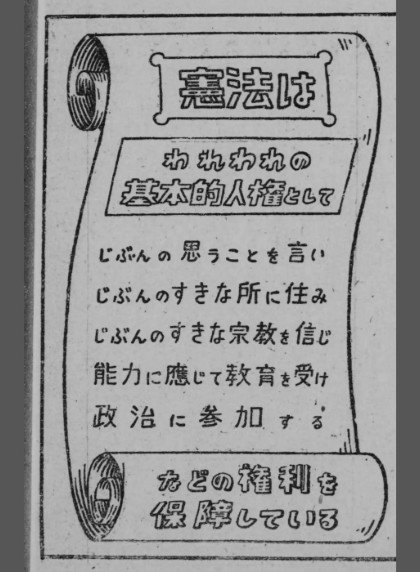 憲法は
われわれの
基本的人権として
じぶんの思うことを言い
じぶんのすきな所に住み
じぶんのすきな宗教を信じ
能力に應じて教育を受け
政治に参加する
などの権利を
保障している